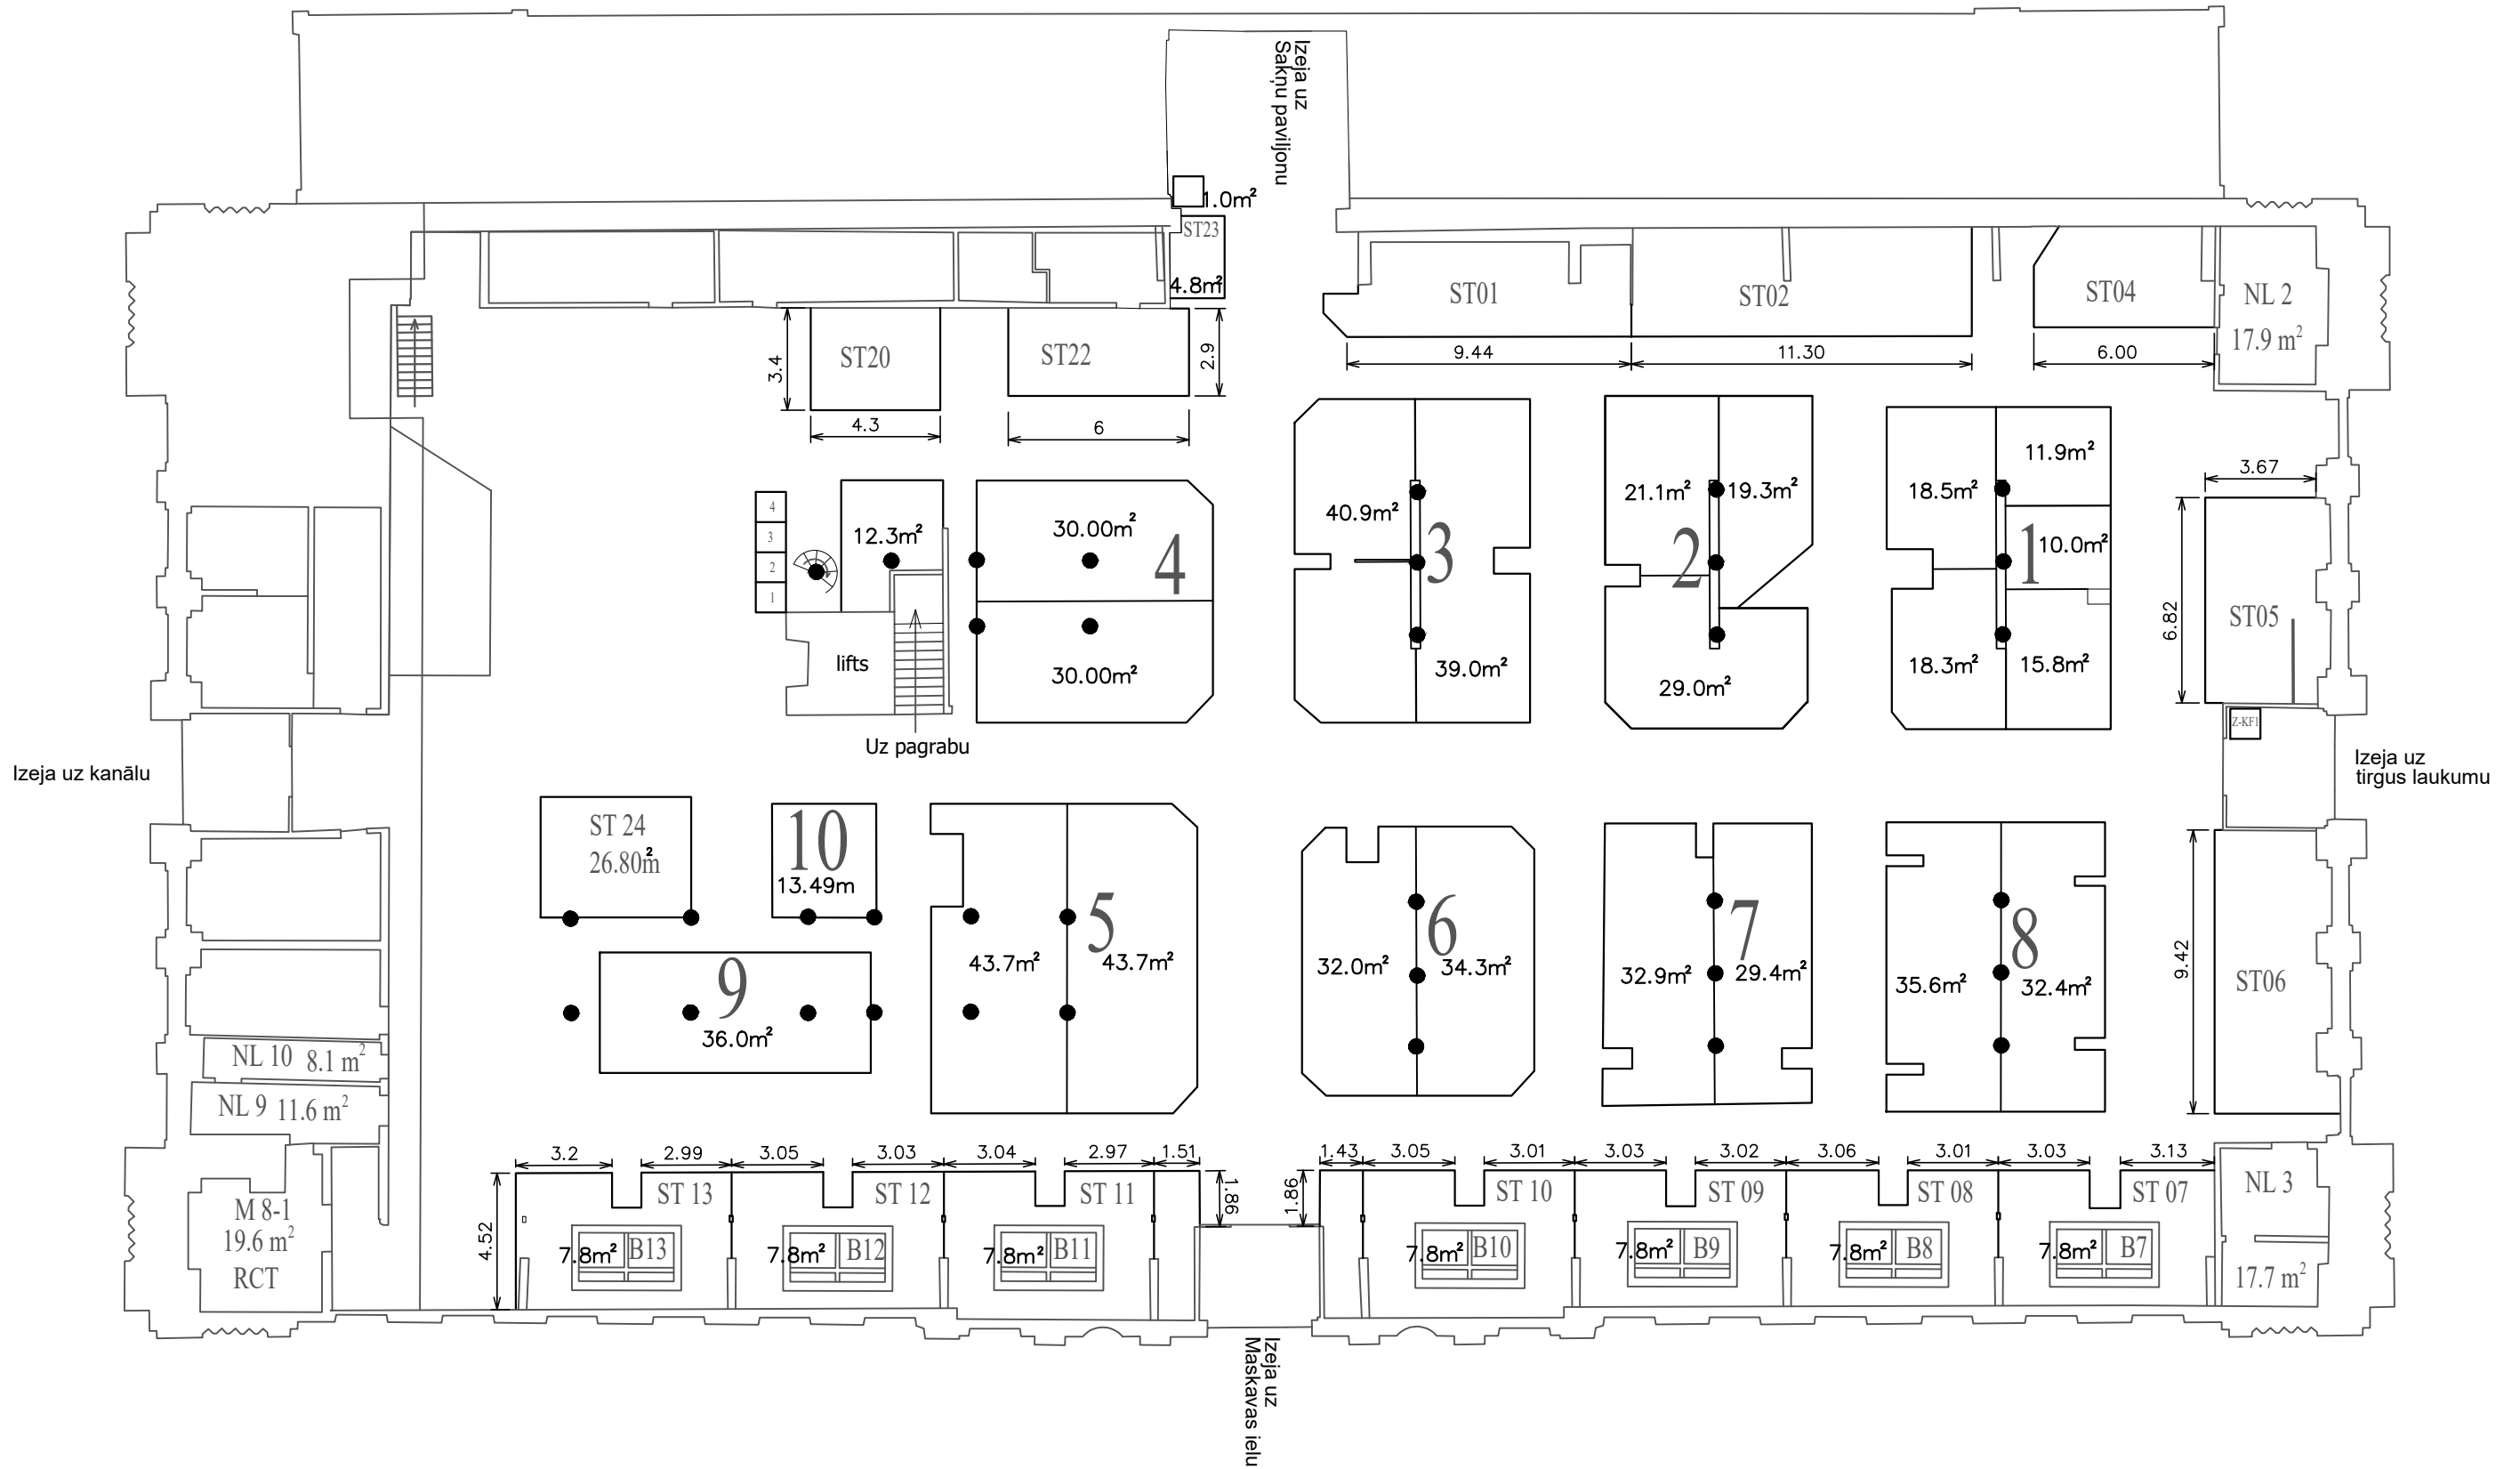 Izeja uz
Sakņu paviljonu
1.0m²
ST23
4.8m²
ST01
ST02
ST04
NL 2
17.9 m²
9.44
11.30
6.00
3.4
ST20
ST22
2.9
4.3
6
4
3
2
1
12.3m²
lifts
Uz pagrabu
30.00m²
4
30.00m²
40.9m²
3
39.0m²
21.1m²
19.3m²
2
29.0m²
18.5m²
11.9m²
1
10.0m²
18.3m²
15.8m²
3.67
6.82
ST05
Z-KF1
Izeja uz kanālu
Izeja uz
tirgus laukumu
ST 24
26.80m²
10
13.49m
9
36.0m²
5
43.7m²
43.7m²
6
32.0m²
34.3m²
7
32.9m²
29.4m²
8
35.6m²
32.4m²
9.42
ST06
NL 10 8.1 m²
NL 9 11.6 m²
M 8-1
19.6 m²
RCT
3.2
2.99
3.05
3.03
3.04
2.97
1.51
1.43
3.05
3.01
3.03
3.02
3.06
3.01
3.03
3.13
4.52
1.86
1.86
ST 13
ST 12
ST 11
ST 10
ST 09
ST 08
ST 07
NL 3
17.7 m²
7.8m² B13
7.8m² B12
7.8m² B11
7.8m² B10
7.8m² B9
7.8m² B8
7.8m² B7
Izeja uz
Maskavas ielu